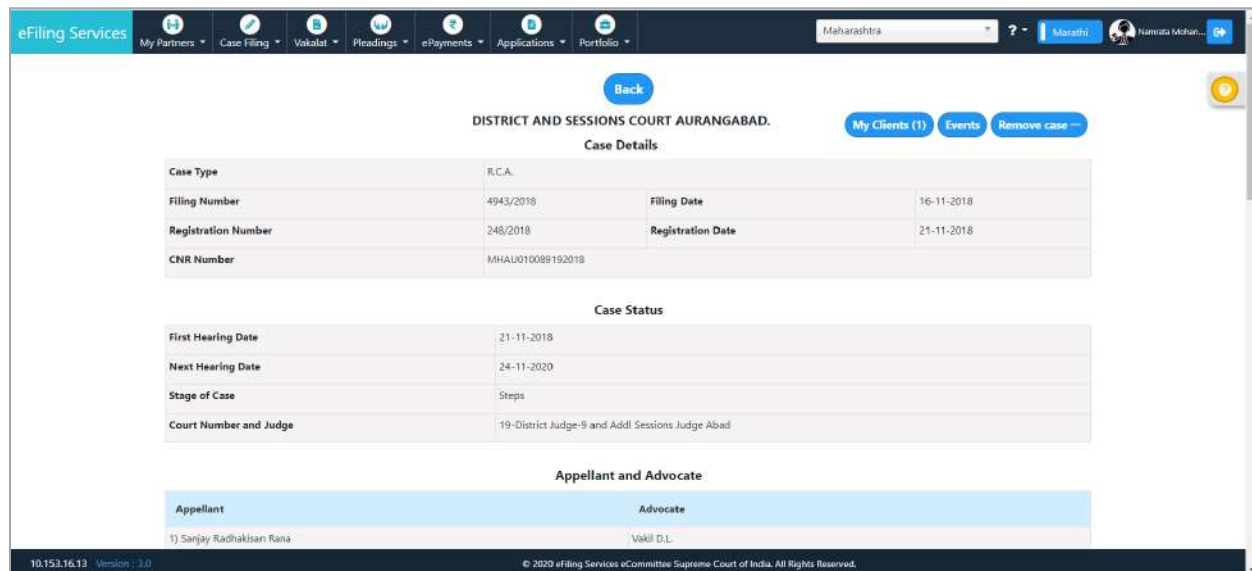 eFiling Services My Partners Case Filing Vakalat Pleadings ePayments Applications Portfolio Maharashtra ? Marathi Namrata Mohan...
Back
DISTRICT AND SESSIONS COURT AURANGABAD.
My Clients (1) Events Remove case —
Case Details
Case Type R.C.A.
Filing Number 4943/2018 Filing Date 16-11-2018
Registration Number 248/2018 Registration Date 21-11-2018
CNR Number MHAU010089192018
Case Status
First Hearing Date 21-11-2018
Next Hearing Date 24-11-2020
Stage of Case Steps
Court Number and Judge 19-District Judge-9 and Addl Sessions Judge Abad
Appellant and Advocate
Appellant Advocate
1) Sanjay Radhakisan Rana Vakil D.L.
10.153.16.13 Version : 3.0 © 2020 eFiling Services eCommittee Supreme Court of India. All Rights Reserved.